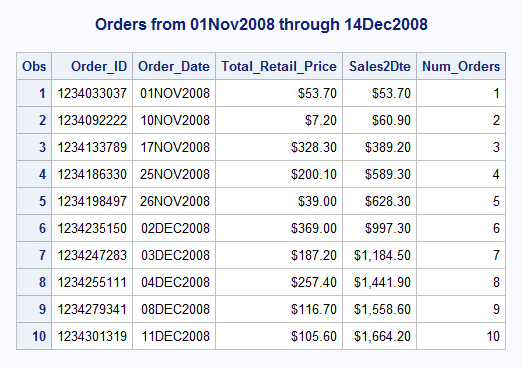 Orders from 01Nov2008 through 14Dec2008
Obs Order_ID Order_Date Total_Retail_Price Sales2Dte Num_Orders
1 1234033037 01NOV2008 $53.70 $53.70 1
2 1234092222 10NOV2008 $7.20 $60.90 2
3 1234133789 17NOV2008 $328.30 $389.20 3
4 1234186330 25NOV2008 $200.10 $589.30 4
5 1234198497 26NOV2008 $39.00 $628.30 5
6 1234235150 02DEC2008 $369.00 $997.30 6
7 1234247283 03DEC2008 $187.20 $1,184.50 7
8 1234255111 04DEC2008 $257.40 $1,441.90 8
9 1234279341 08DEC2008 $116.70 $1,558.60 9
10 1234301319 11DEC2008 $105.60 $1,664.20 10